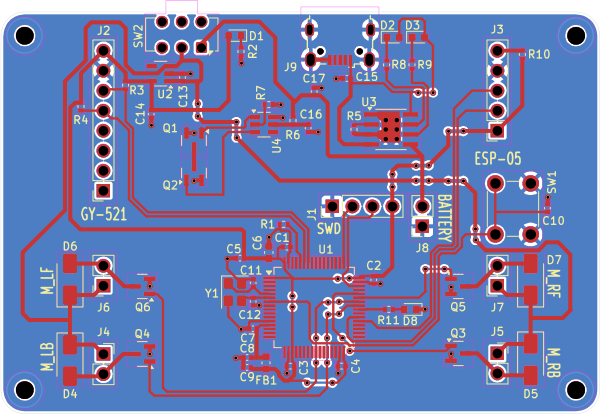 SW2
J2
D1
R2
J9
D2 D3
J3
R8 R9
R10
U2
R3
C13
R7
C17
C15
R4
C14
C16
R6
U3
R5
Q1
U4
ESP-05
Q2
GY-521
SW1
J1
SWD
R1
BATTERY
C10
J8
D6
C5
C6
C1
U1
C2
D7
M_LF
C11
Y1
M_RF
Q6
C12
Q5
J6
R11 D8
J7
J4
C7
Q4
Q3
J5
M_LB
C8
C9
FB1
C3
C4
M_RB
D4
D5